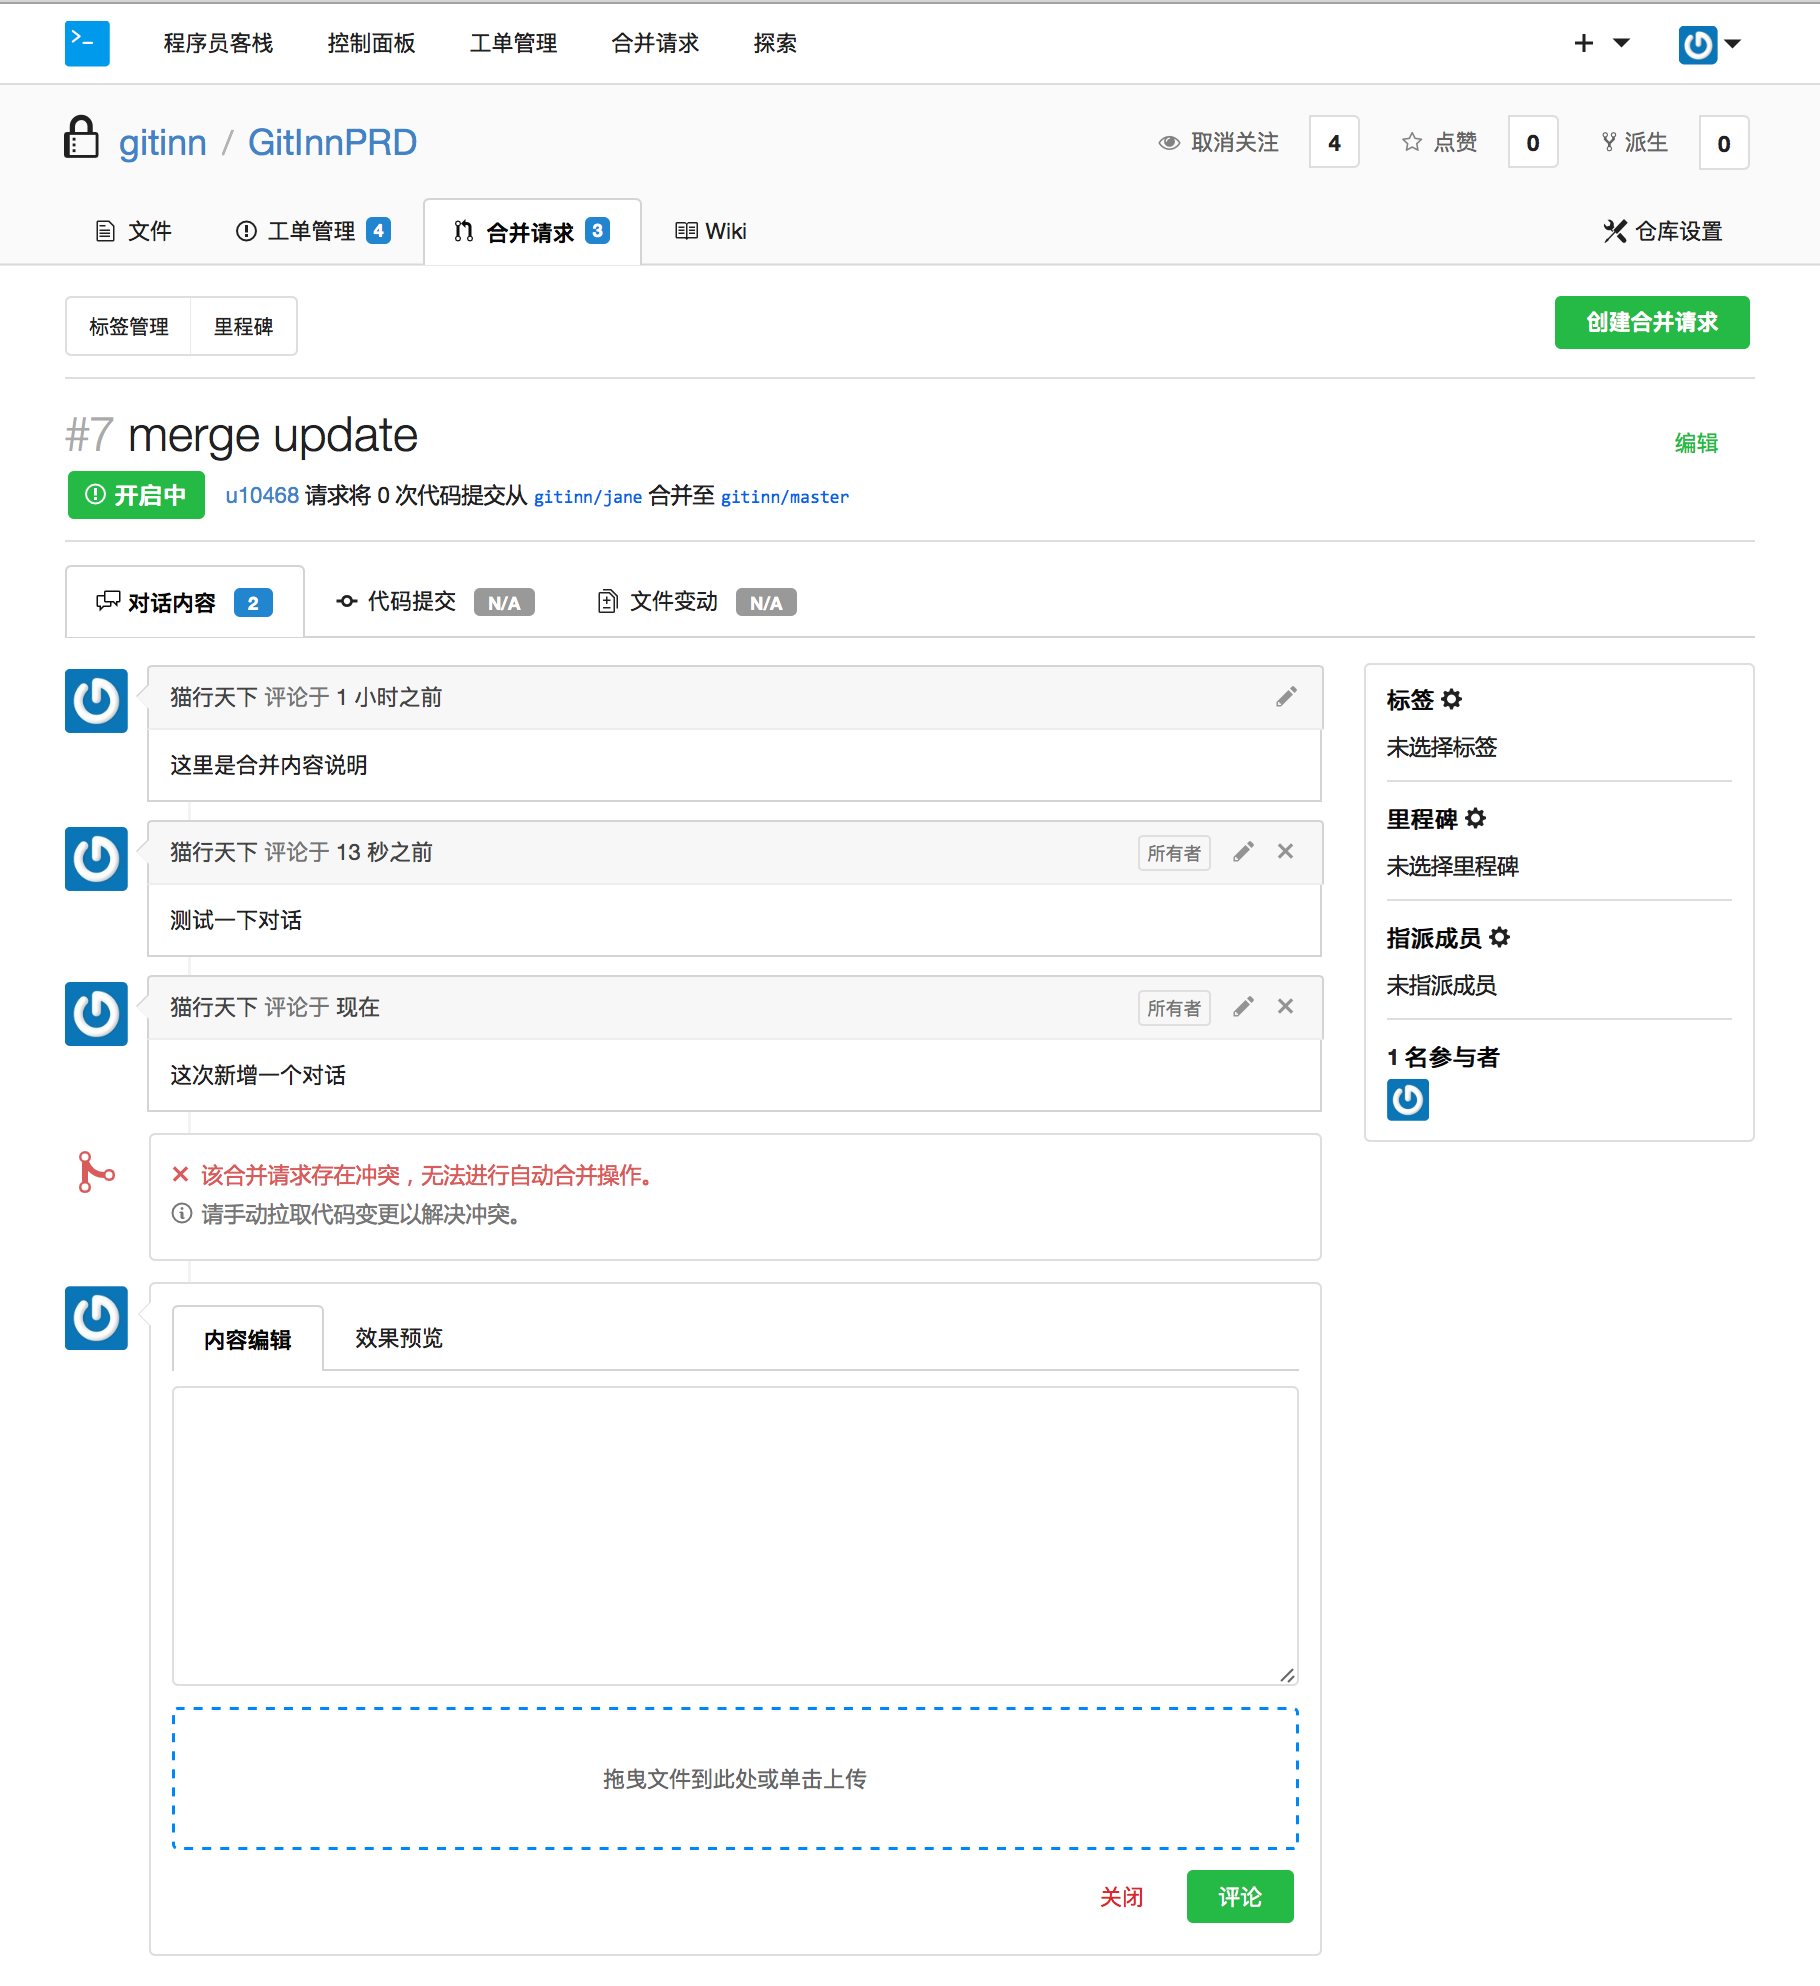 程序员客栈 控制面板 工单管理 合并请求 探索
gitinn / GitInnPRD 取消关注 4 点赞 0 派生 0
文件 工单管理 4 合并请求 3 Wiki 仓库设置
标签管理 里程碑 创建合并请求
#7 merge update 编辑
开启中 u10468 请求将 0 次代码提交从 gitinn/jane 合并至 gitinn/master
对话内容 2 代码提交 N/A 文件变动 N/A
猫行天下 评论于 1 小时之前
这里是合并内容说明
猫行天下 评论于 13 秒之前 所有者
测试一下对话
猫行天下 评论于 现在 所有者
这次新增一个对话
该合并请求存在冲突，无法进行自动合并操作。
请手动拉取代码变更以解决冲突。
内容编辑 效果预览
拖曳文件到此处或单击上传
关闭 评论
标签
未选择标签
里程碑
未选择里程碑
指派成员
未指派成员
1 名参与者